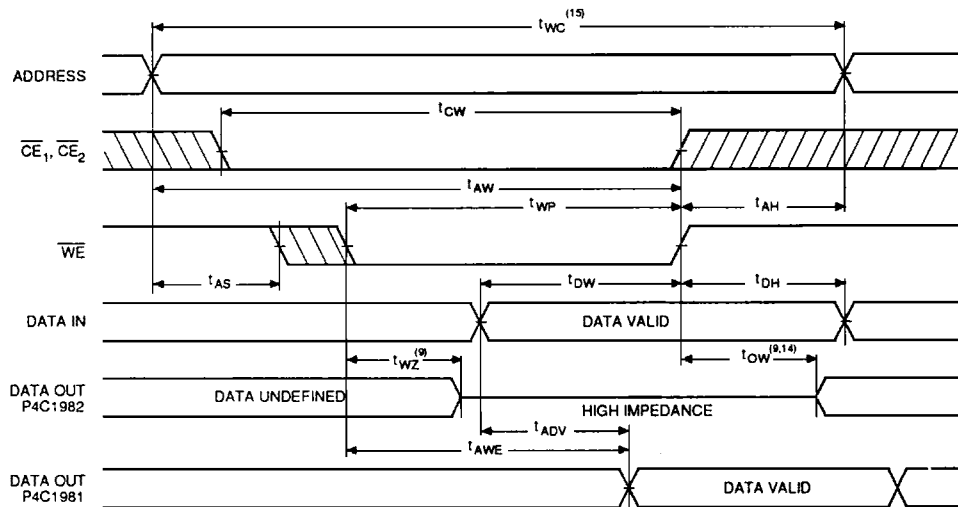 tWC(15)
ADDRESS
tCW
CE1, CE2
tAW
tWP
tAH
WE
tAS
tDW
tDH
DATA IN
DATA VALID
tWZ(9)
tOW(9,14)
DATA OUT
P4C1982
DATA UNDEFINED
HIGH IMPEDANCE
tADV
tAWE
DATA OUT
P4C1981
DATA VALID